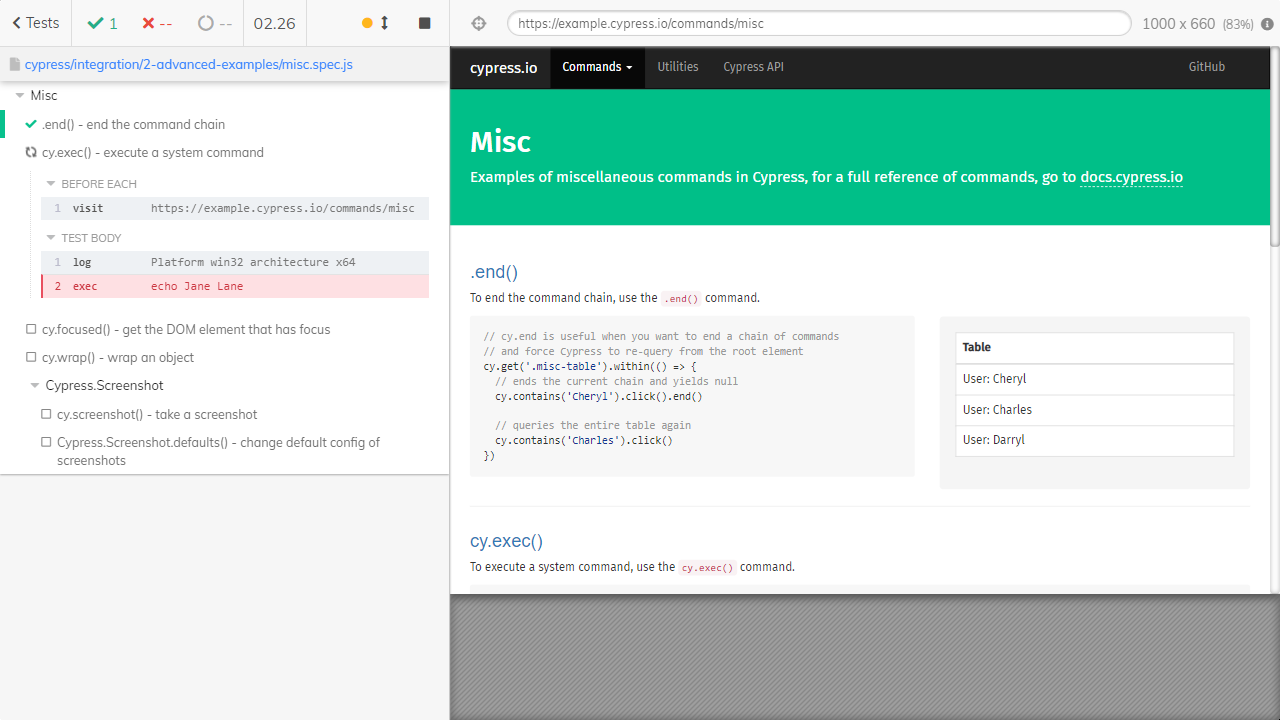 Tests
1
--
--
02.26
https://example.cypress.io/commands/misc
1000 x 660 (83%)
cypress/integration/2-advanced-examples/misc.spec.js
Misc
.end() - end the command chain
cy.exec() - execute a system command
BEFORE EACH
1 visit https://example.cypress.io/commands/misc
TEST BODY
1 log Platform win32 architecture x64
2 exec echo Jane Lane
cy.focused() - get the DOM element that has focus
cy.wrap() - wrap an object
Cypress.Screenshot
cy.screenshot() - take a screenshot
Cypress.Screenshot.defaults() - change default config of
screenshots
cypress.io
Commands
Utilities
Cypress API
GitHub
Misc
Examples of miscellaneous commands in Cypress, for a full reference of commands, go to docs.cypress.io
.end()
To end the command chain, use the .end() command.
// cy.end is useful when you want to end a chain of commands
// and force Cypress to re-query from the root element
cy.get('.misc-table').within(() => {
// ends the current chain and yields null
cy.contains('Cheryl').click().end()
// queries the entire table again
cy.contains('Charles').click()
})
Table
User: Cheryl
User: Charles
User: Darryl
cy.exec()
To execute a system command, use the cy.exec() command.